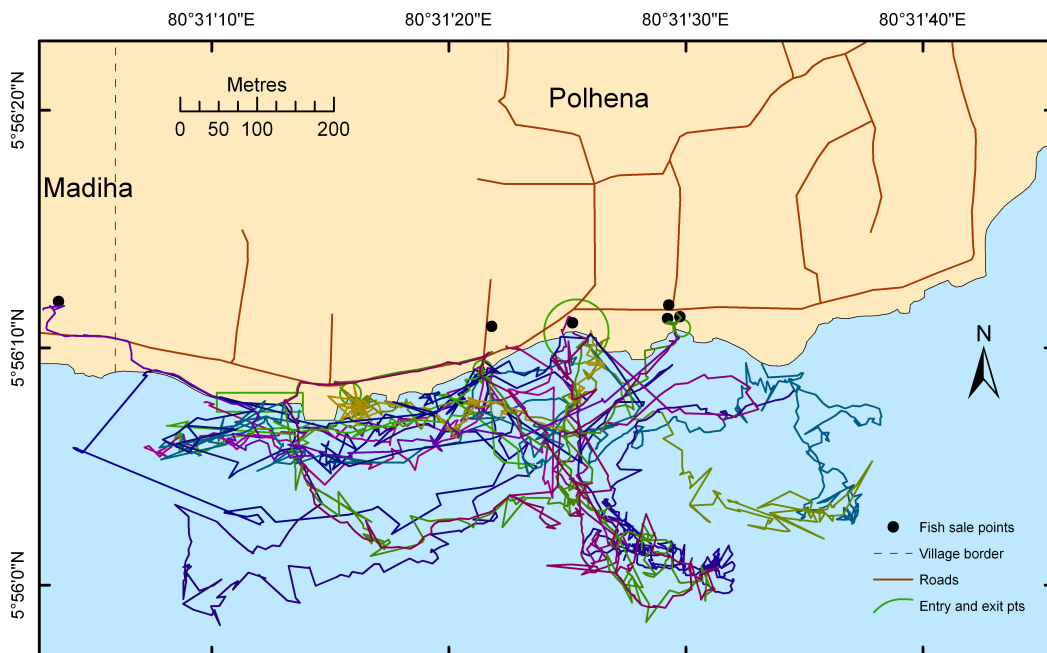 80°31'10"E 80°31'20"E 80°31'30"E 80°31'40"E
5°56'20"N
5°56'10"N
5°56'0"N
Metres
0 50 100 200
Polhena
Madiha
N
Fish sale points
Village border
Roads
Entry and exit pts